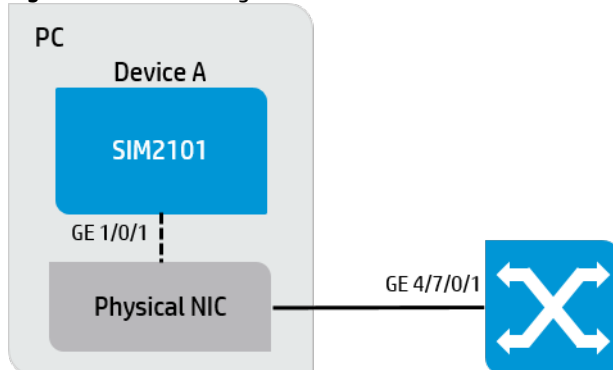 PC
Device A
SIM2101
GE 1/0/1
Physical NIC
GE 4/7/0/1